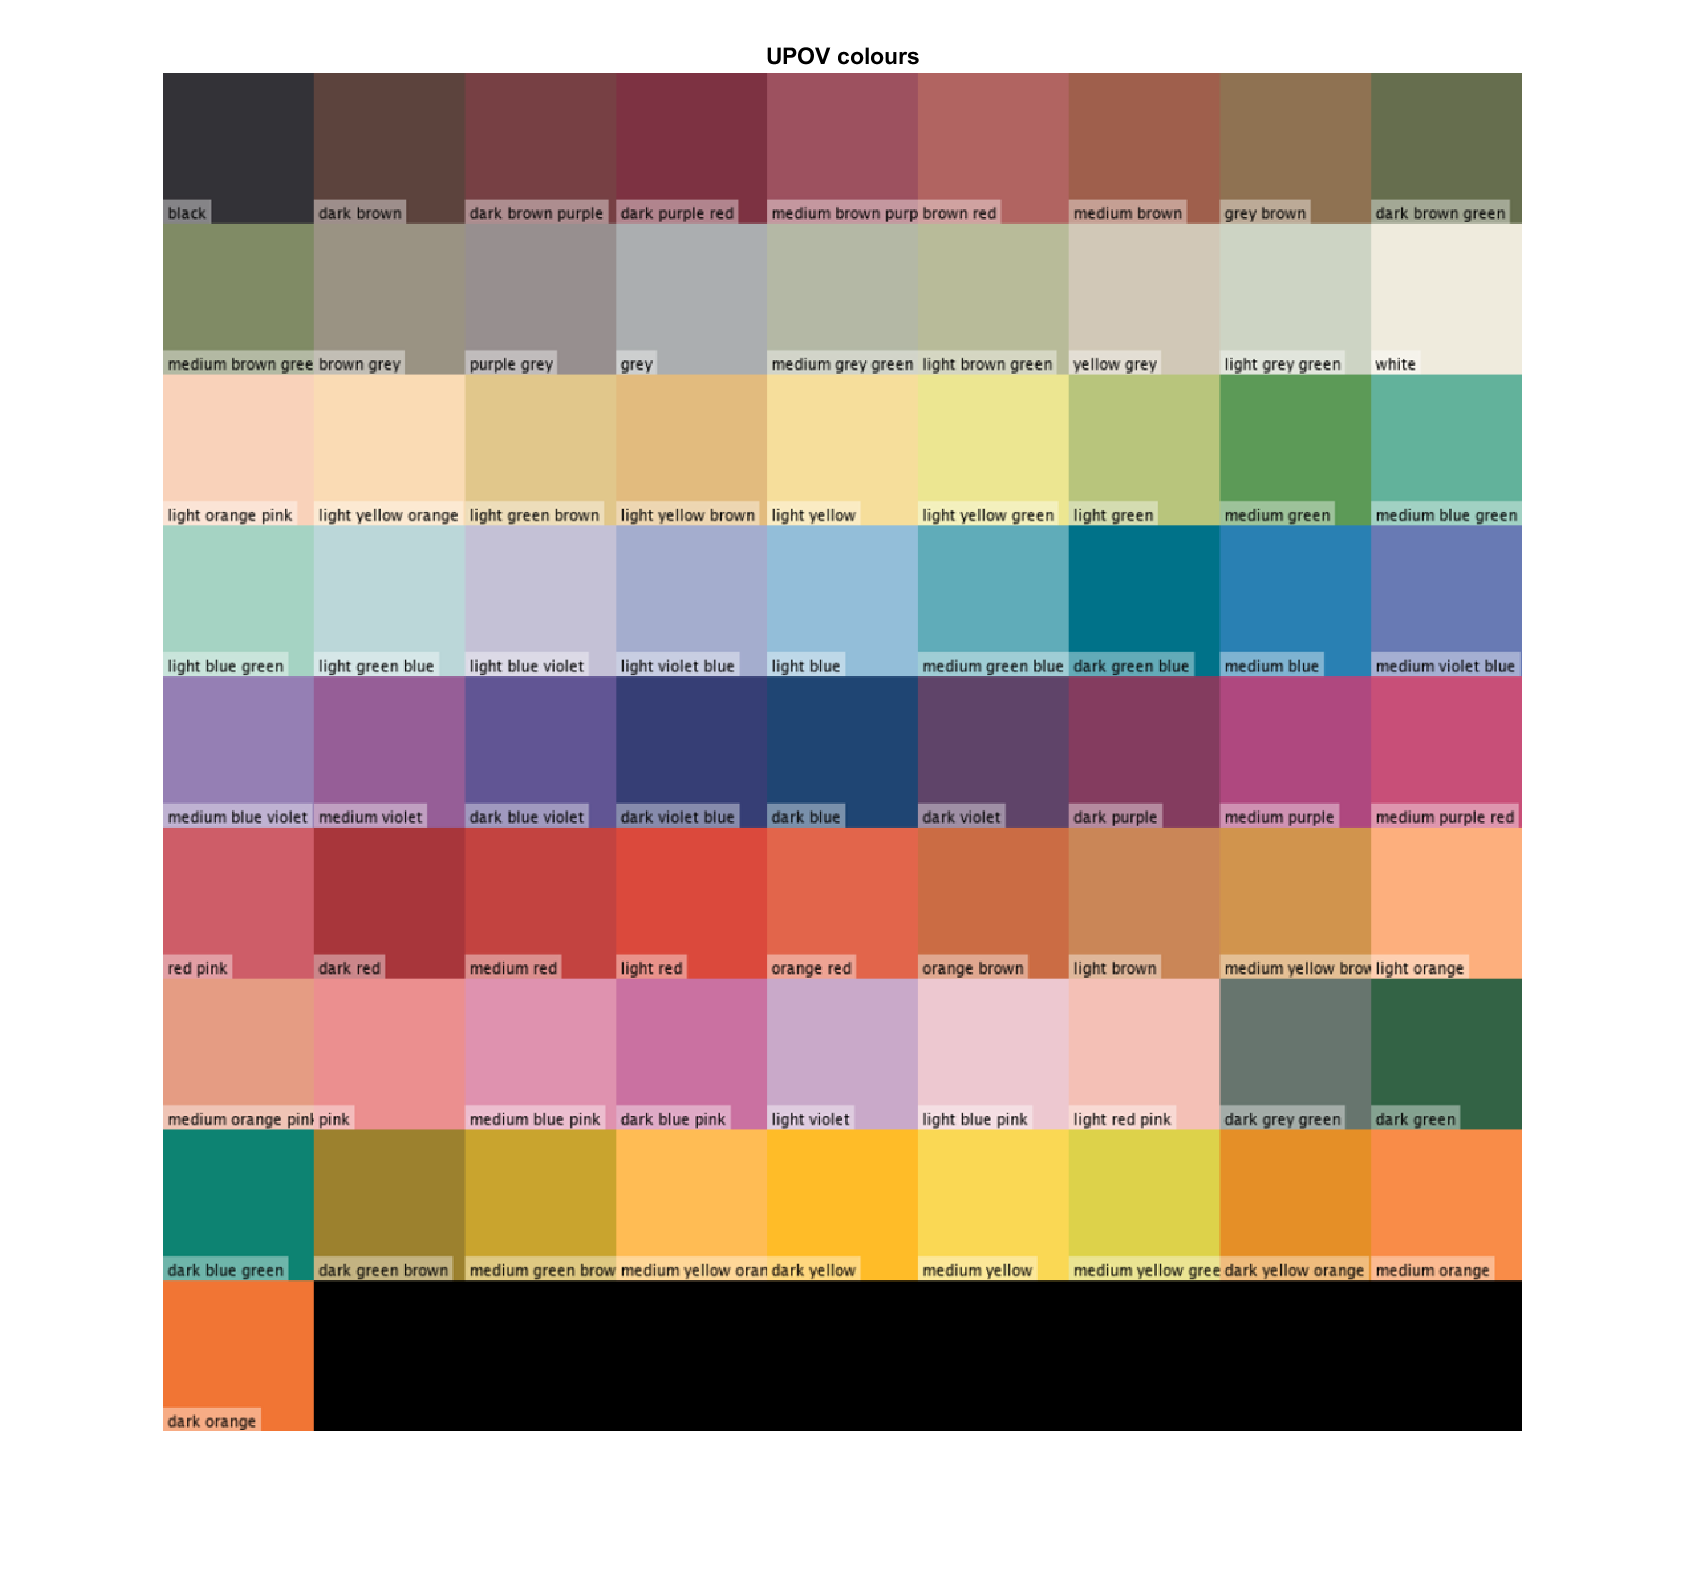 UPOV colours
black dark brown dark brown purple dark purple red medium brown purp brown red medium brown grey brown dark brown green
medium brown gree brown grey purple grey grey medium grey green light brown green yellow grey light grey green white
light orange pink light yellow orange light green brown light yellow brown light yellow light yellow green light green medium green medium blue green
light blue green light green blue light blue violet light violet blue light blue medium green blue dark green blue medium blue medium violet blue
medium blue violet medium violet dark blue violet dark violet blue dark blue dark violet dark purple medium purple medium purple red
red pink dark red medium red light red orange red orange brown light brown medium yellow brow light orange
medium orange pink pink medium blue pink dark blue pink light violet light blue pink light red pink dark grey green dark green
dark blue green dark green brown medium green brow medium yellow oran dark yellow medium yellow medium yellow gree dark yellow orange medium orange
dark orange